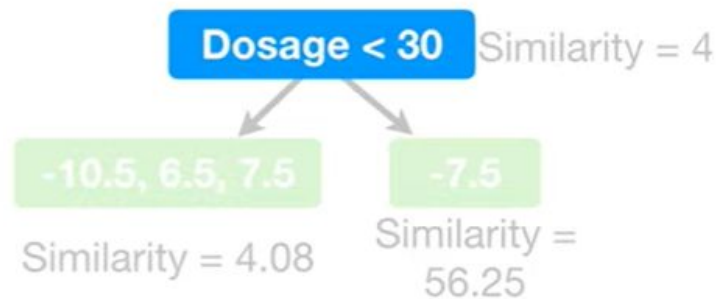 Dosage < 30 Similarity = 4
-10.5, 6.5, 7.5 -7.5
Similarity = 4.08 Similarity =
56.25